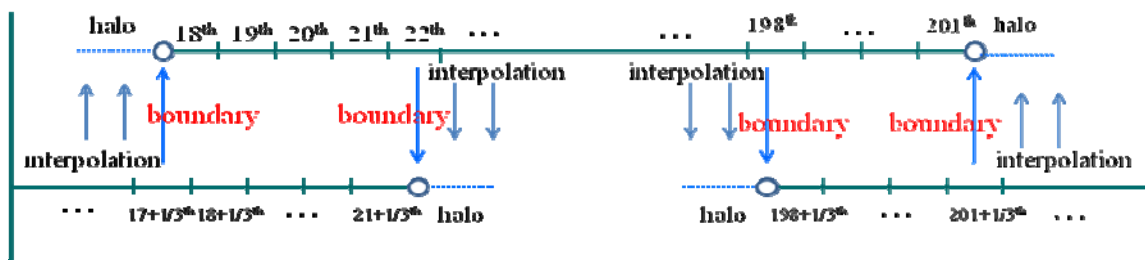 halo 18th 19th 20th 21th 22th ... ... 198th ... 201th halo
interpolation interpolation
boundary boundary boundary boundary
interpolation interpolation
... 17+1/3th 18+1/3th ... 21+1/3th halo halo 198+1/3th ... 201+1/3th ...